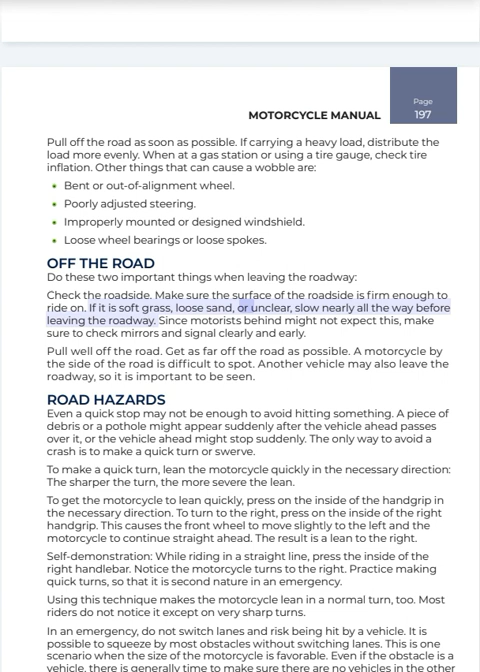 MOTORCYCLE MANUAL
Page
197
Pull off the road as soon as possible. If carrying a heavy load, distribute the
load more evenly. When at a gas station or using a tire gauge, check tire
inflation. Other things that can cause a wobble are:
• Bent or out-of-alignment wheel.
• Poorly adjusted steering.
• Improperly mounted or designed windshield.
• Loose wheel bearings or loose spokes.
OFF THE ROAD
Do these two important things when leaving the roadway:
Check the roadside. Make sure the surface of the roadside is firm enough to
ride on. If it is soft grass, loose sand, or unclear, slow nearly all the way before
leaving the roadway. Since motorists behind might not expect this, make
sure to check mirrors and signal clearly and early.
Pull well off the road. Get as far off the road as possible. A motorcycle by
the side of the road is difficult to spot. Another vehicle may also leave the
roadway, so it is important to be seen.
ROAD HAZARDS
Even a quick stop may not be enough to avoid hitting something. A piece of
debris or a pothole might appear suddenly after the vehicle ahead passes
over it, or the vehicle ahead might stop suddenly. The only way to avoid a
crash is to make a quick turn or swerve.
To make a quick turn, lean the motorcycle quickly in the necessary direction:
The sharper the turn, the more severe the lean.
To get the motorcycle to lean quickly, press on the inside of the handgrip in
the necessary direction. To turn to the right, press on the inside of the right
handgrip. This causes the front wheel to move slightly to the left and the
motorcycle to continue straight ahead. The result is a lean to the right.
Self-demonstration: While riding in a straight line, press the inside of the
right handlebar. Notice the motorcycle turns to the right. Practice making
quick turns, so that it is second nature in an emergency.
Using this technique makes the motorcycle lean in a normal turn, too. Most
riders do not notice it except on very sharp turns.
In an emergency, do not switch lanes and risk being hit by a vehicle. It is
possible to squeeze by most obstacles without switching lanes. This is one
scenario when the size of the motorcycle is favorable. Even if the obstacle is a
vehicle, there is generally time to make sure there are no vehicles in the other